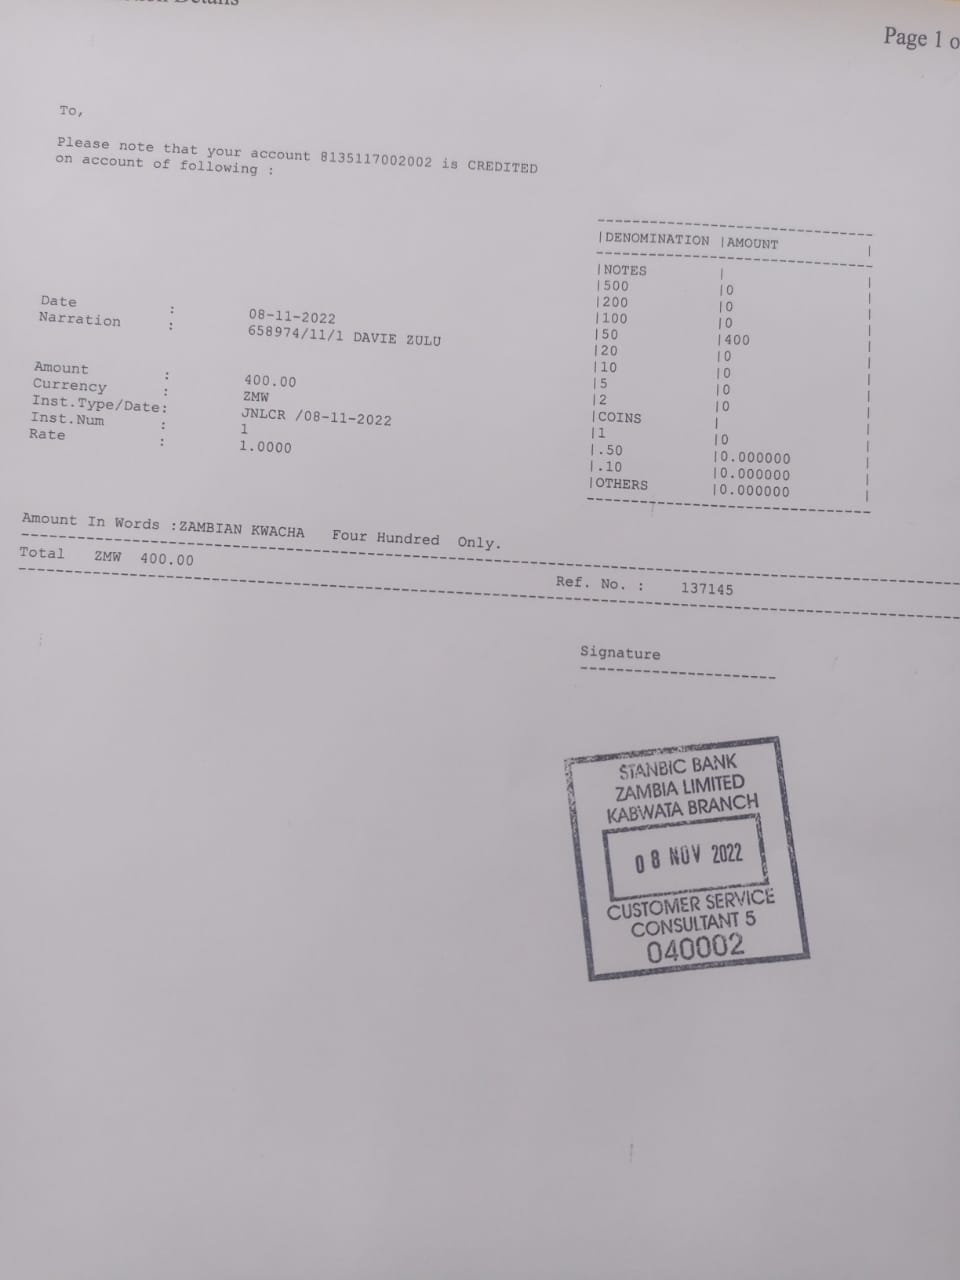 Details
Page 1 o
To,
Please note that your account 8135117002002 is CREDITED
on account of following :
--------------------------------
|DENOMINATION |AMOUNT |
--------------------------------
|NOTES | |
|500 |0 |
|200 |0 |
|100 |0 |
|50 |400 |
|20 |0 |
|10 |0 |
|5 |0 |
|2 |0 |
|COINS | |
|1 |0 |
|.50 |0.000000 |
|.10 |0.000000 |
|OTHERS |0.000000 |
--------------------------------
Date : 08-11-2022
Narration : 658974/11/1 DAVIE ZULU
Amount : 400.00
Currency : ZMW
Inst.Type/Date: JNLCR /08-11-2022
Inst.Num : 1
Rate : 1.0000
Amount In Words :ZAMBIAN KWACHA Four Hundred Only.
Total ZMW 400.00 Ref. No. : 137145
Signature
STANBIC BANK
ZAMBIA LIMITED
KABWATA BRANCH
08 NOV 2022
CUSTOMER SERVICE
CONSULTANT 5
040002